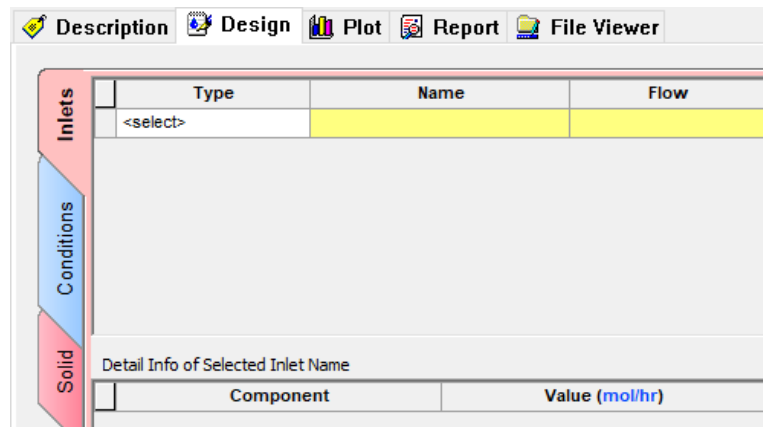 Description Design Plot Report File Viewer
Inlets
Type Name Flow
<select>
Conditions
Solid
Detail Info of Selected Inlet Name
Component Value (mol/hr)